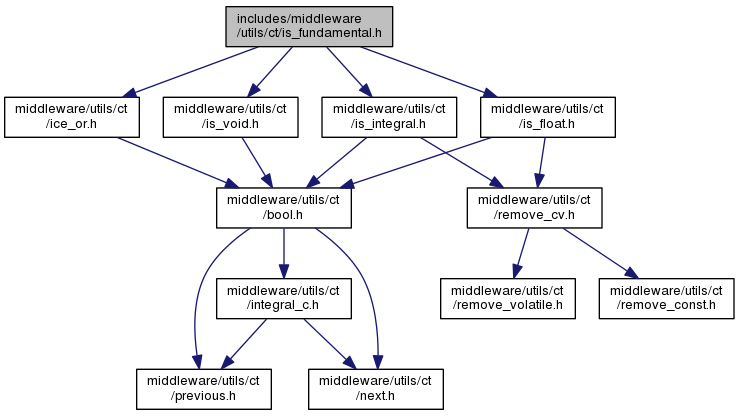 includes/middleware
/utils/ct/is_fundamental.h
middleware/utils/ct
/ice_or.h
middleware/utils/ct
/is_void.h
middleware/utils/ct
/is_integral.h
middleware/utils/ct
/is_float.h
middleware/utils/ct
/bool.h
middleware/utils/ct
/remove_cv.h
middleware/utils/ct
/integral_c.h
middleware/utils/ct
/remove_volatile.h
middleware/utils/ct
/remove_const.h
middleware/utils/ct
/previous.h
middleware/utils/ct
/next.h